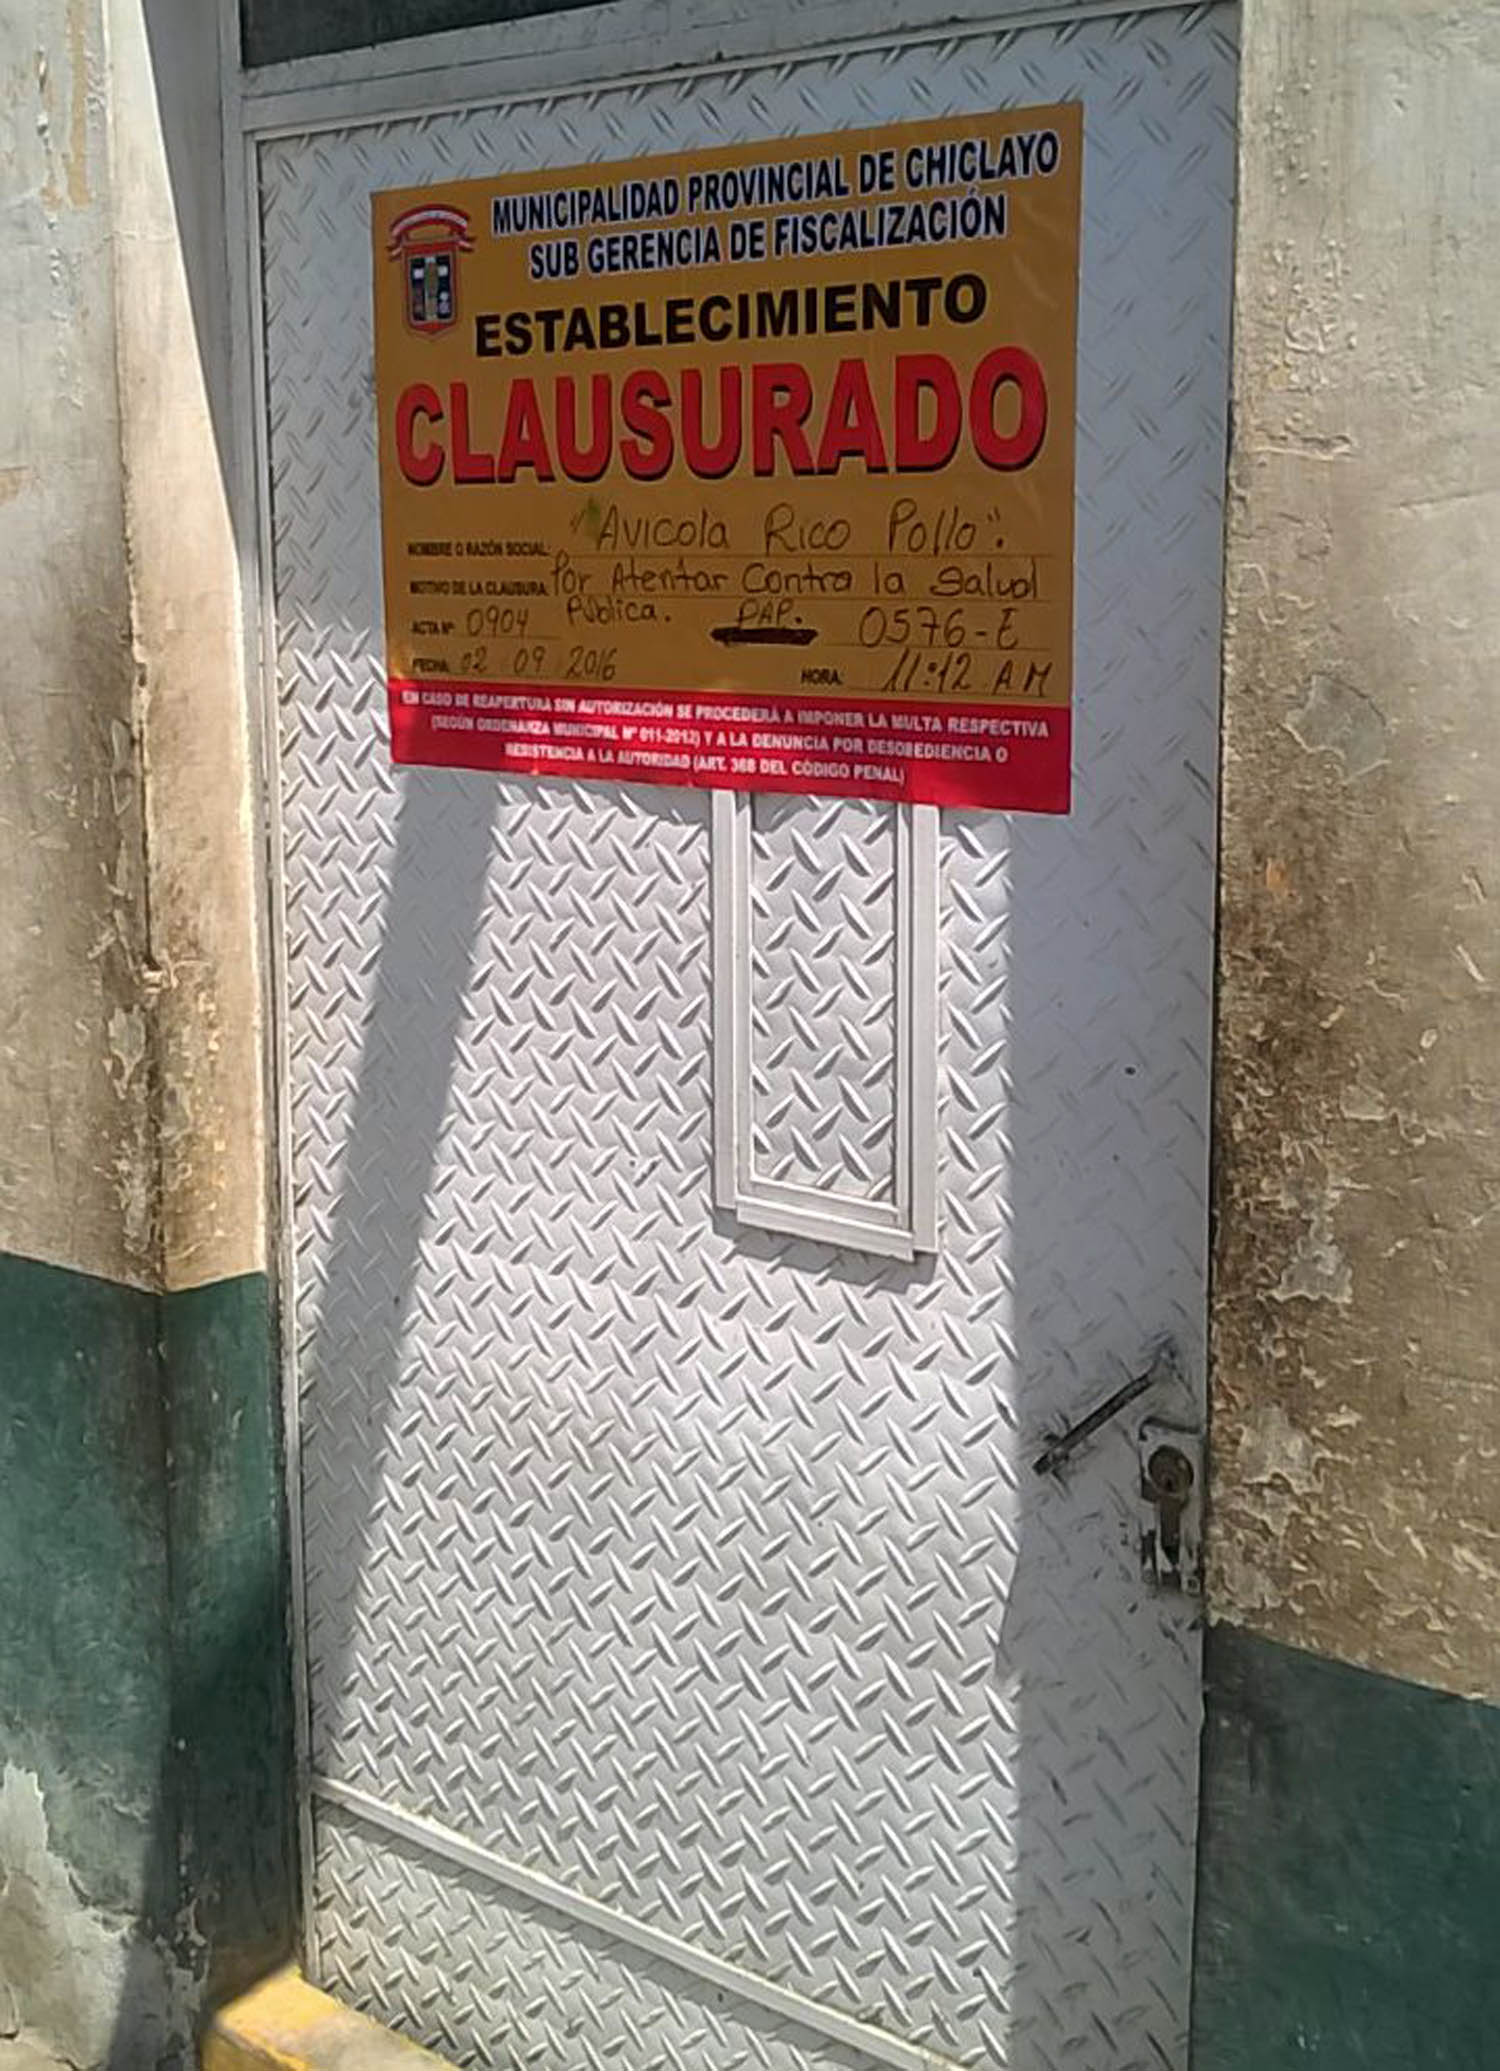 MUNICIPALIDAD PROVINCIAL DE CHICLAYO
SUB GERENCIA DE FISCALIZACIÓN
ESTABLECIMIENTO
CLAUSURADO
NOMBRE O RAZÓN SOCIAL: "Avicola Rico Pollo".
MOTIVO DE LA CLAUSURA: Por Atentar Contra la Salud
Pública.
ACTA Nº 0904 PAP. 0576-E
FECHA: 02 09 2016 HORA: 11:12 AM
EN CASO DE REAPERTURA SIN AUTORIZACIÓN SE PROCEDERÁ A IMPONER LA MULTA RESPECTIVA
(SEGÚN ORDENANZA MUNICIPAL Nº 011-2012) Y A LA DENUNCIA POR DESOBEDIENCIA O
RESISTENCIA A LA AUTORIDAD (ART. 368 DEL CÓDIGO PENAL)